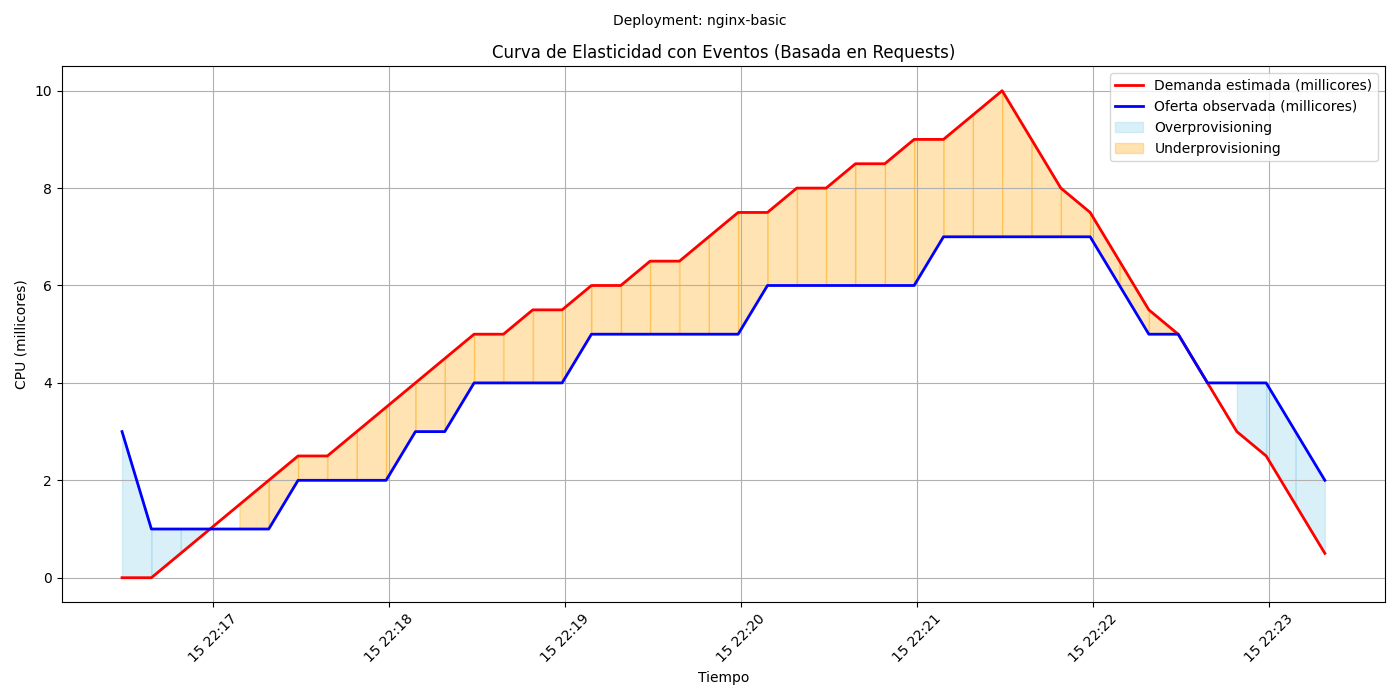 Deployment: nginx-basic
Curva de Elasticidad con Eventos (Basada en Requests)
Demanda estimada (millicores)
Oferta observada (millicores)
Overprovisioning
Underprovisioning
CPU (millicores)
10
8
6
4
2
0
15 22:17
15 22:18
15 22:19
15 22:20
15 22:21
15 22:22
15 22:23
Tiempo